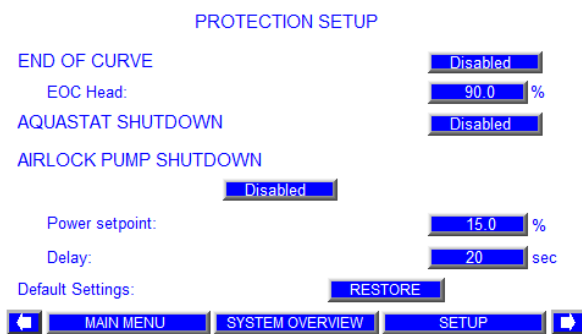 PROTECTION SETUP
END OF CURVE Disabled
EOC Head: 90.0 %
AQUASTAT SHUTDOWN Disabled
AIRLOCK PUMP SHUTDOWN
Disabled
Power setpoint: 15.0 %
Delay: 20 sec
Default Settings: RESTORE
MAIN MENU SYSTEM OVERVIEW SETUP